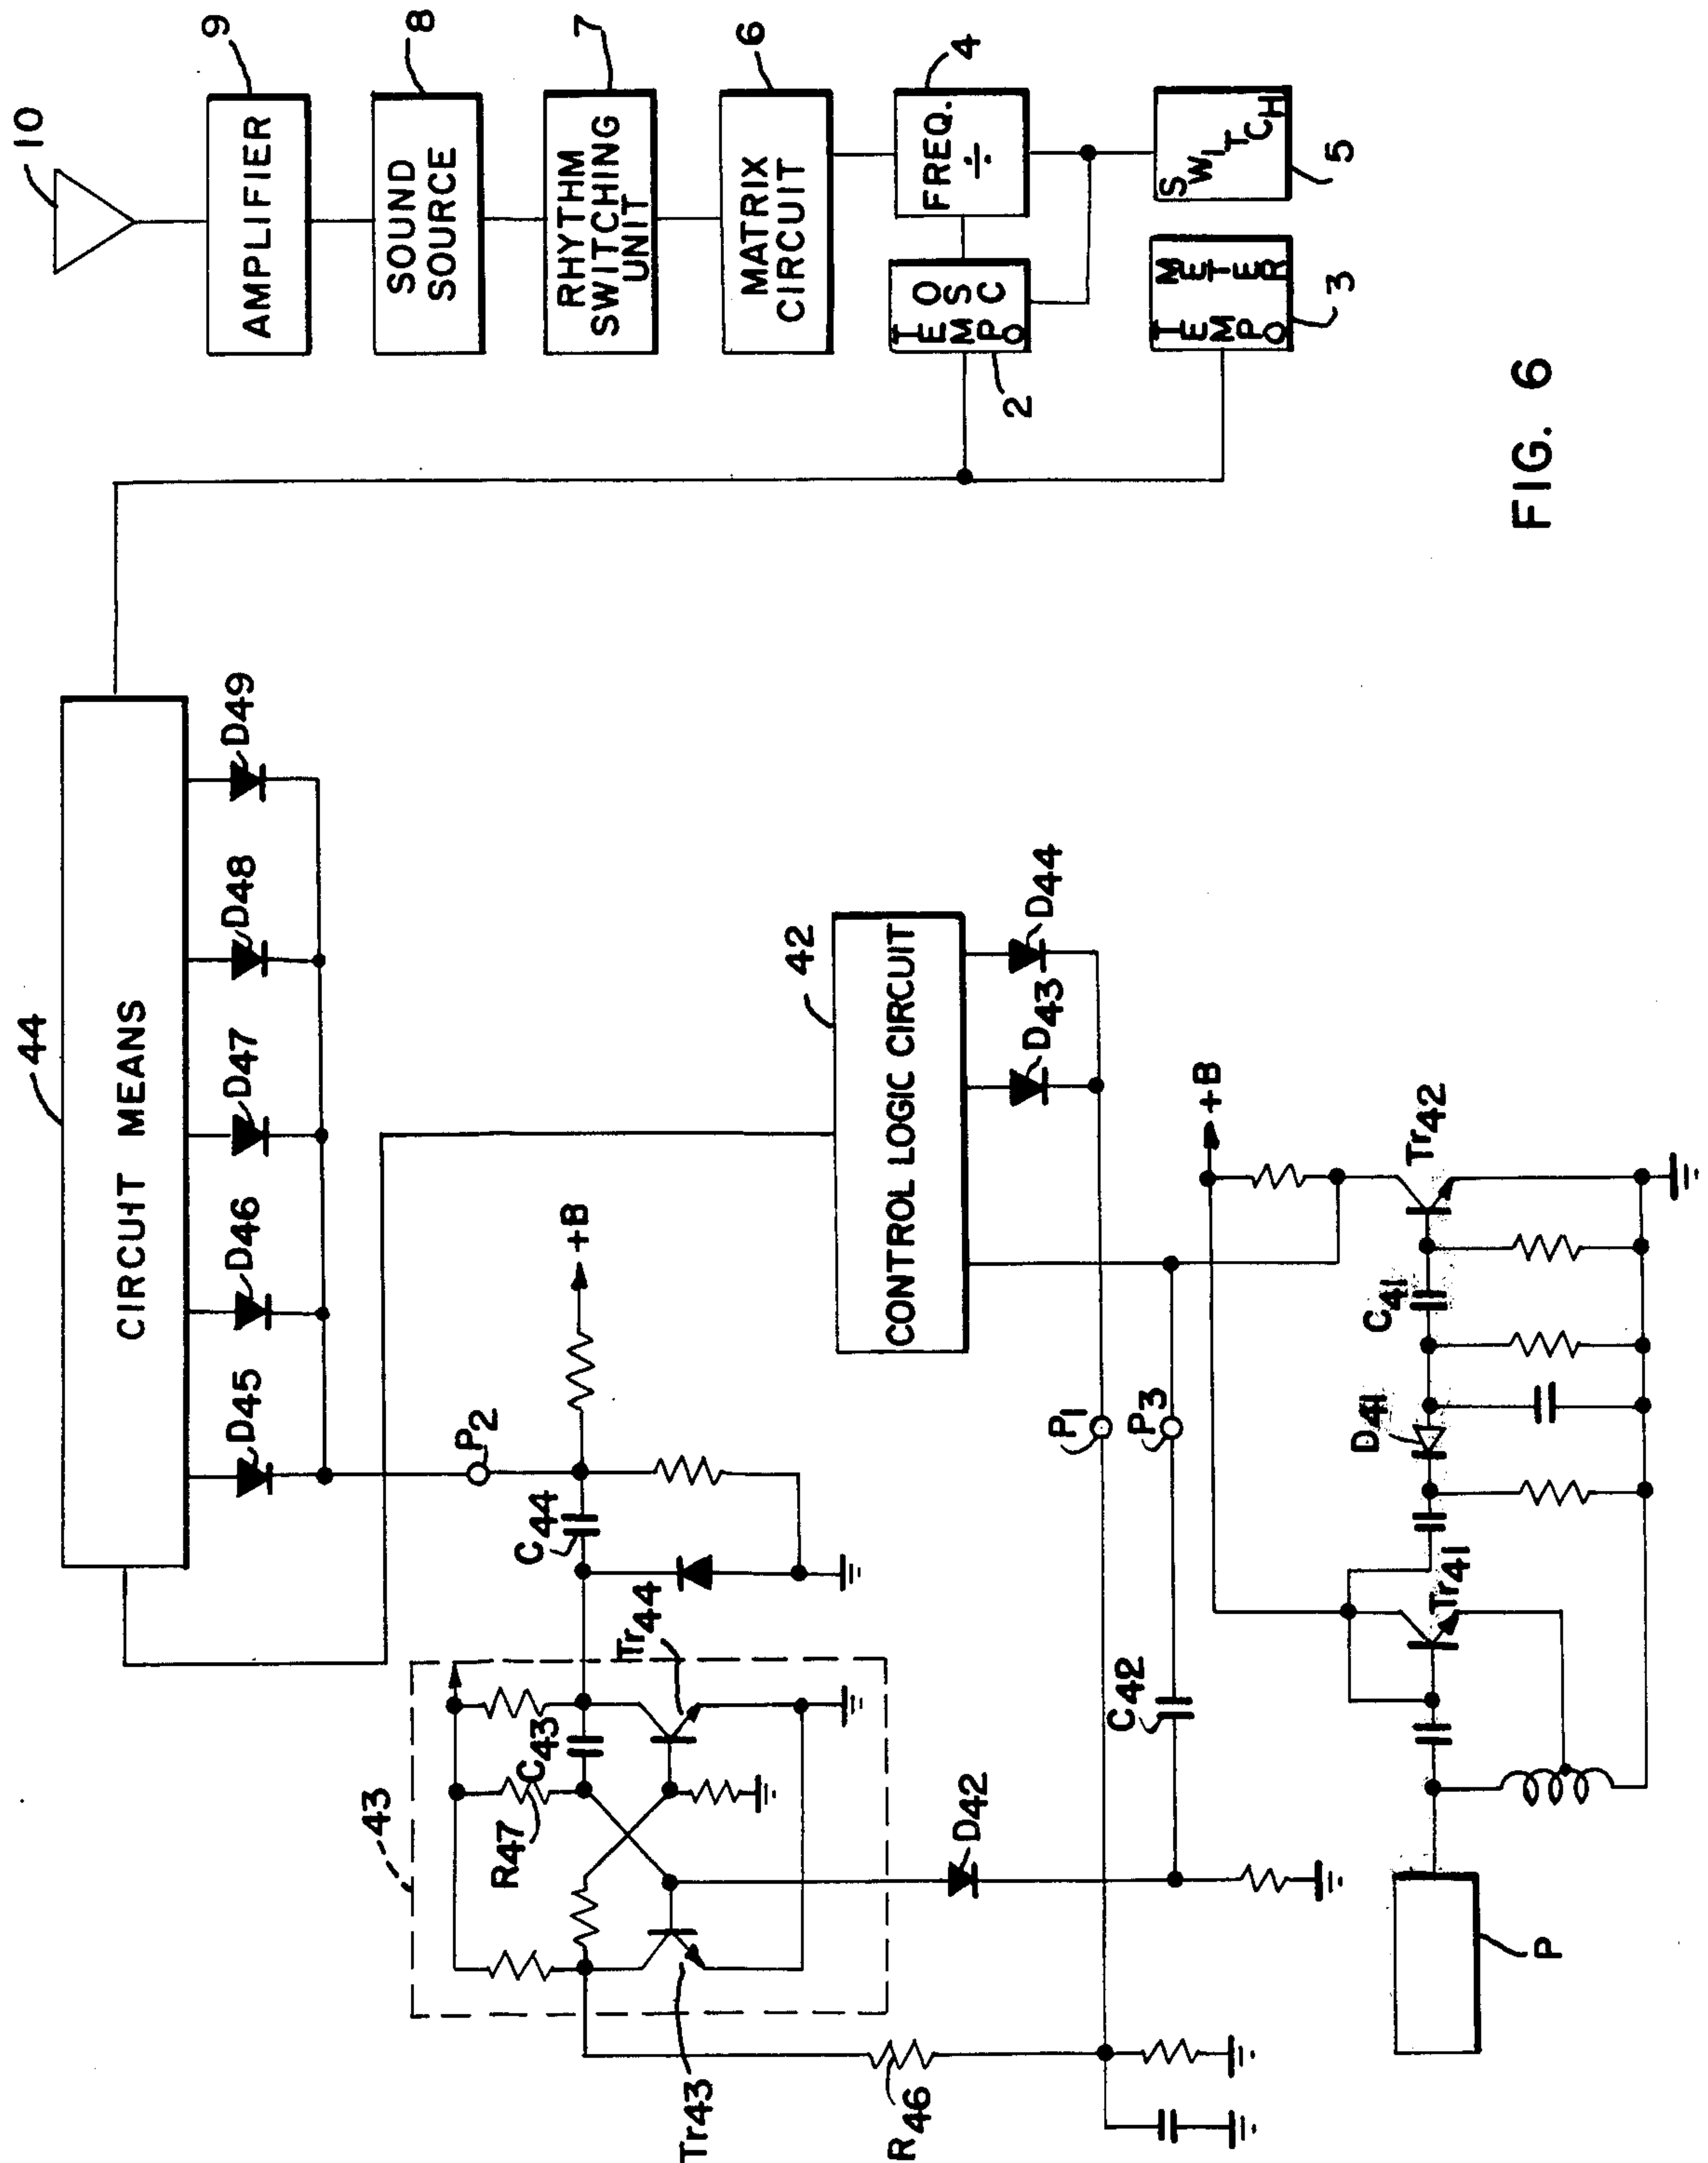 10
9
AMPLIFIER
8
SOUND
SOURCE
7
RHYTHM
SWITCHING
UNIT
6
MATRIX
CIRCUIT
4
FREQ.
÷
TEMPO
OSC
2
SWITCH
5
TEMPO
METER
3
FIG. 6
44
CIRCUIT MEANS
D45
D46
D47
D48
D49
42
CONTROL LOGIC CIRCUIT
D43
D44
P2
+B
C44
43
Tr44
C43
R47
Tr43
R46
D42
C42
P1
P3
+B
Tr42
C41
D41
Tr41
P